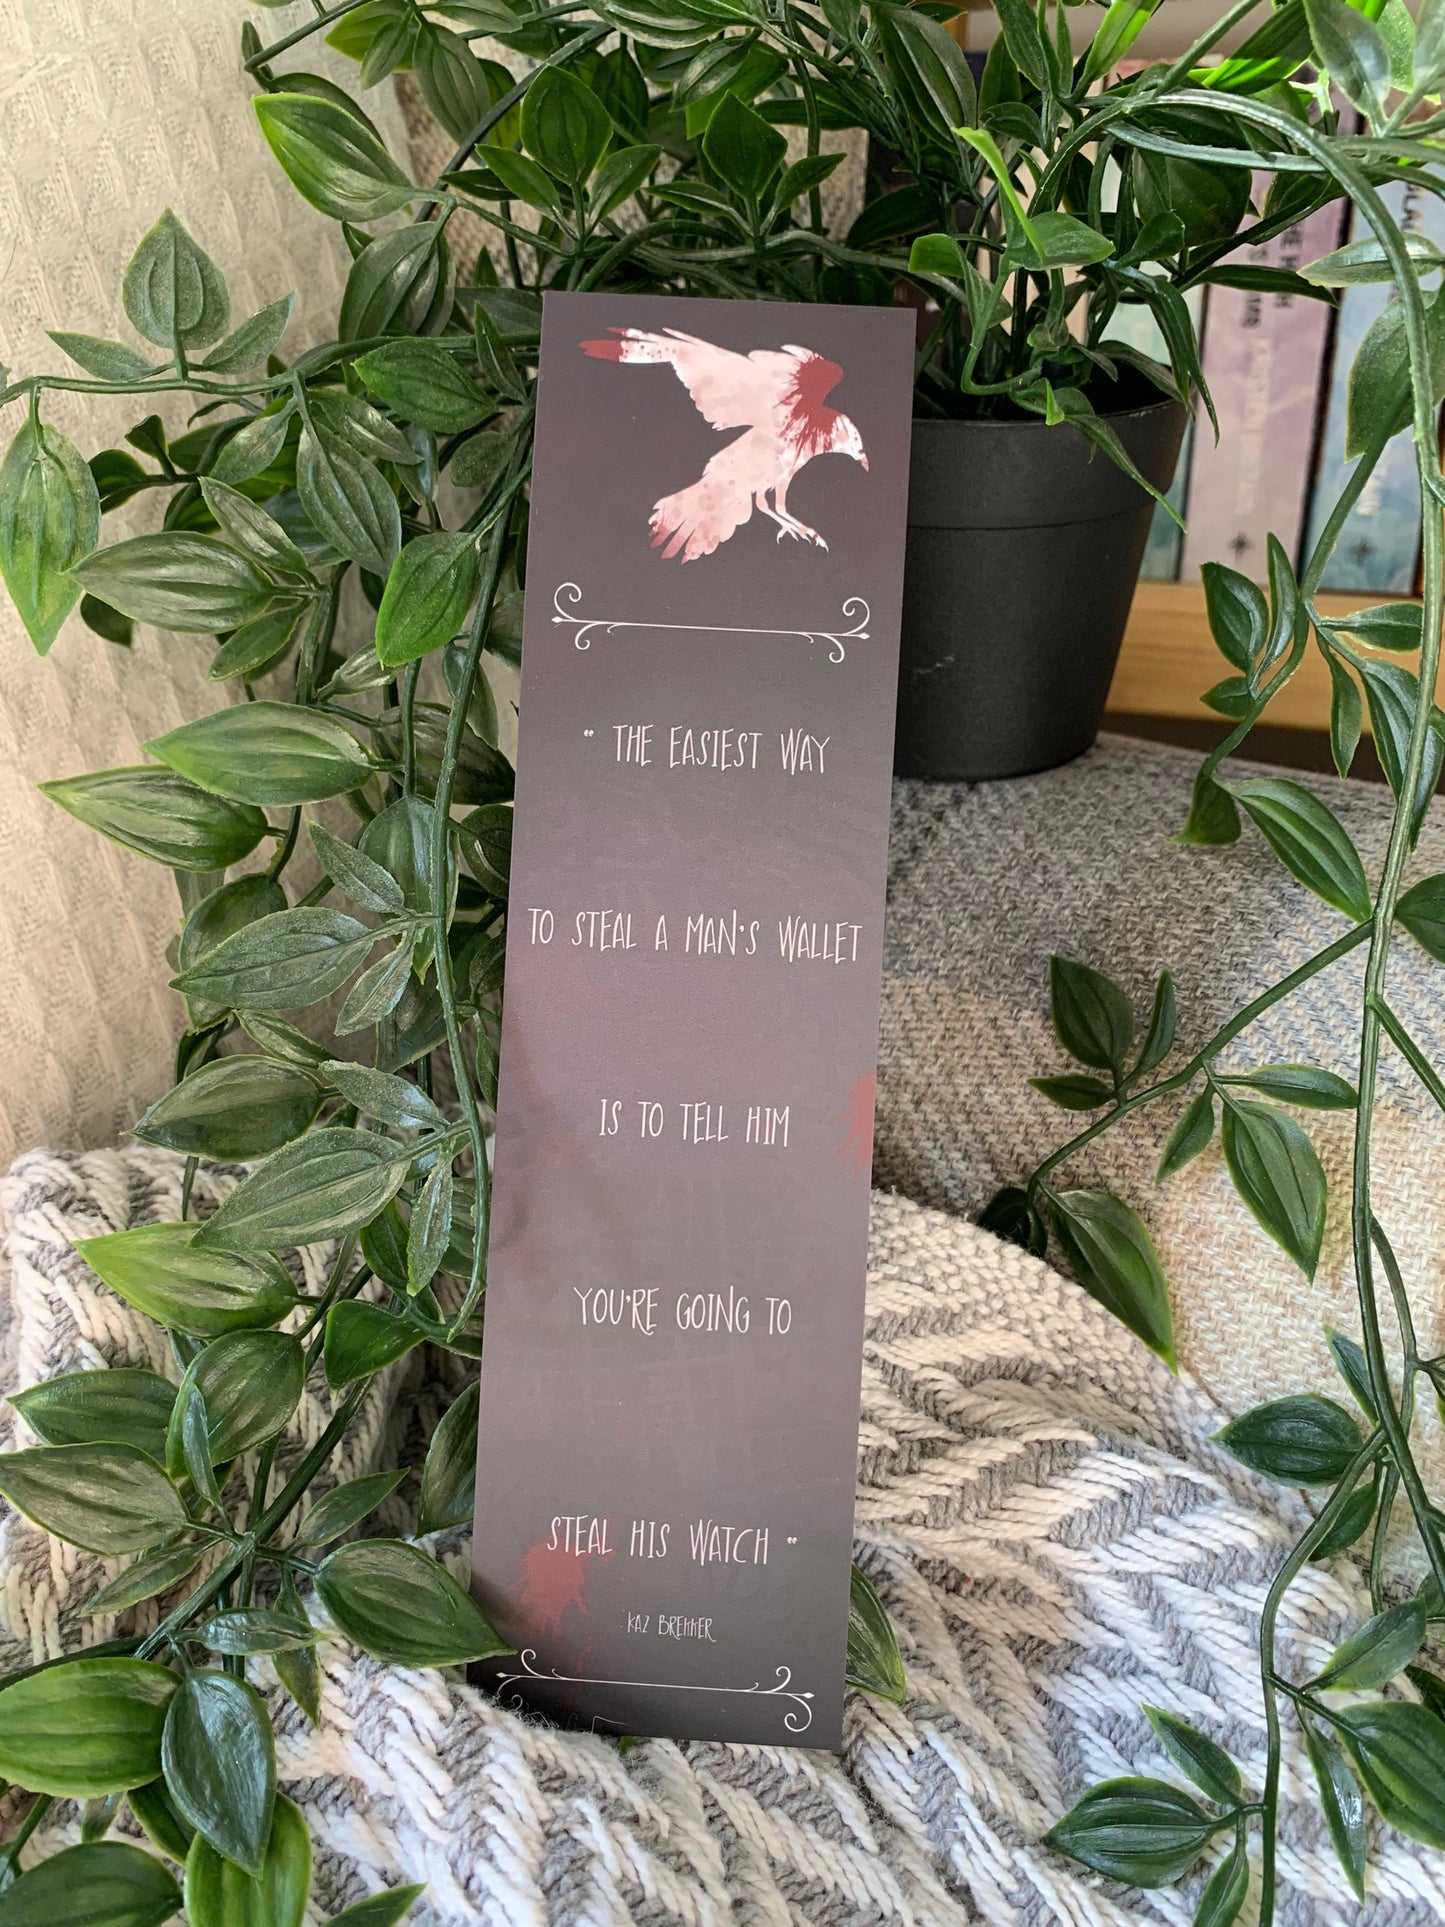 “ THE EASIEST WAY
TO STEAL A MAN'S WALLET
IS TO TELL HIM
YOU'RE GOING TO
STEAL HIS WATCH “
- KAZ BREKKER